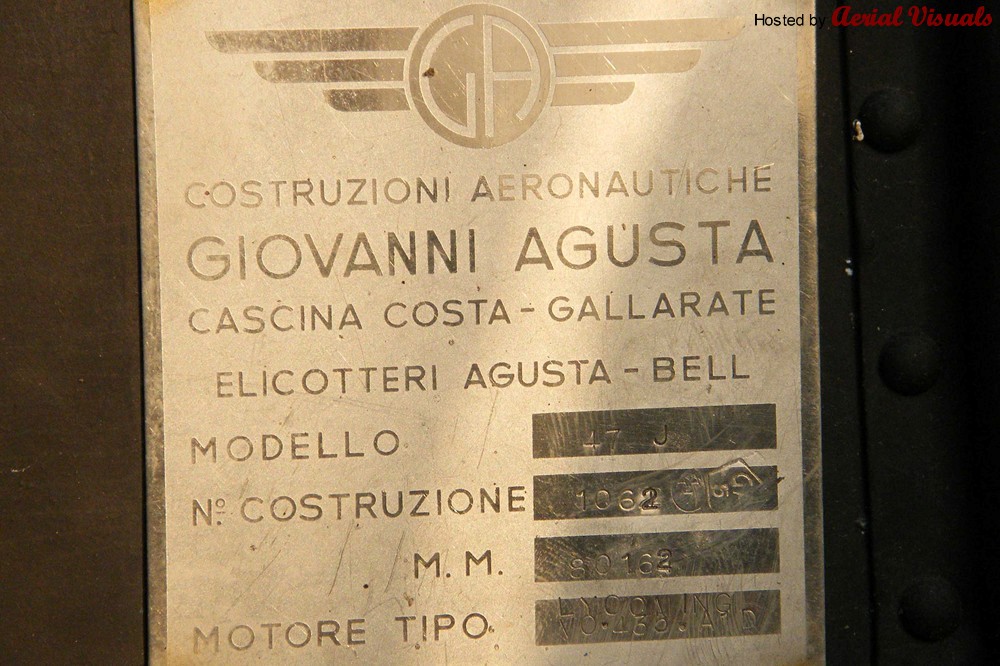 Hosted by Aerial Visuals
GA
COSTRUZIONI AERONAUTICHE
GIOVANNI AGUSTA
CASCINA COSTA - GALLARATE
ELICOTTERI AGUSTA - BELL
MODELLO 47 J
Nº. COSTRUZIONE 1062
M. M. 80162
MOTORE TIPO LYCOMING